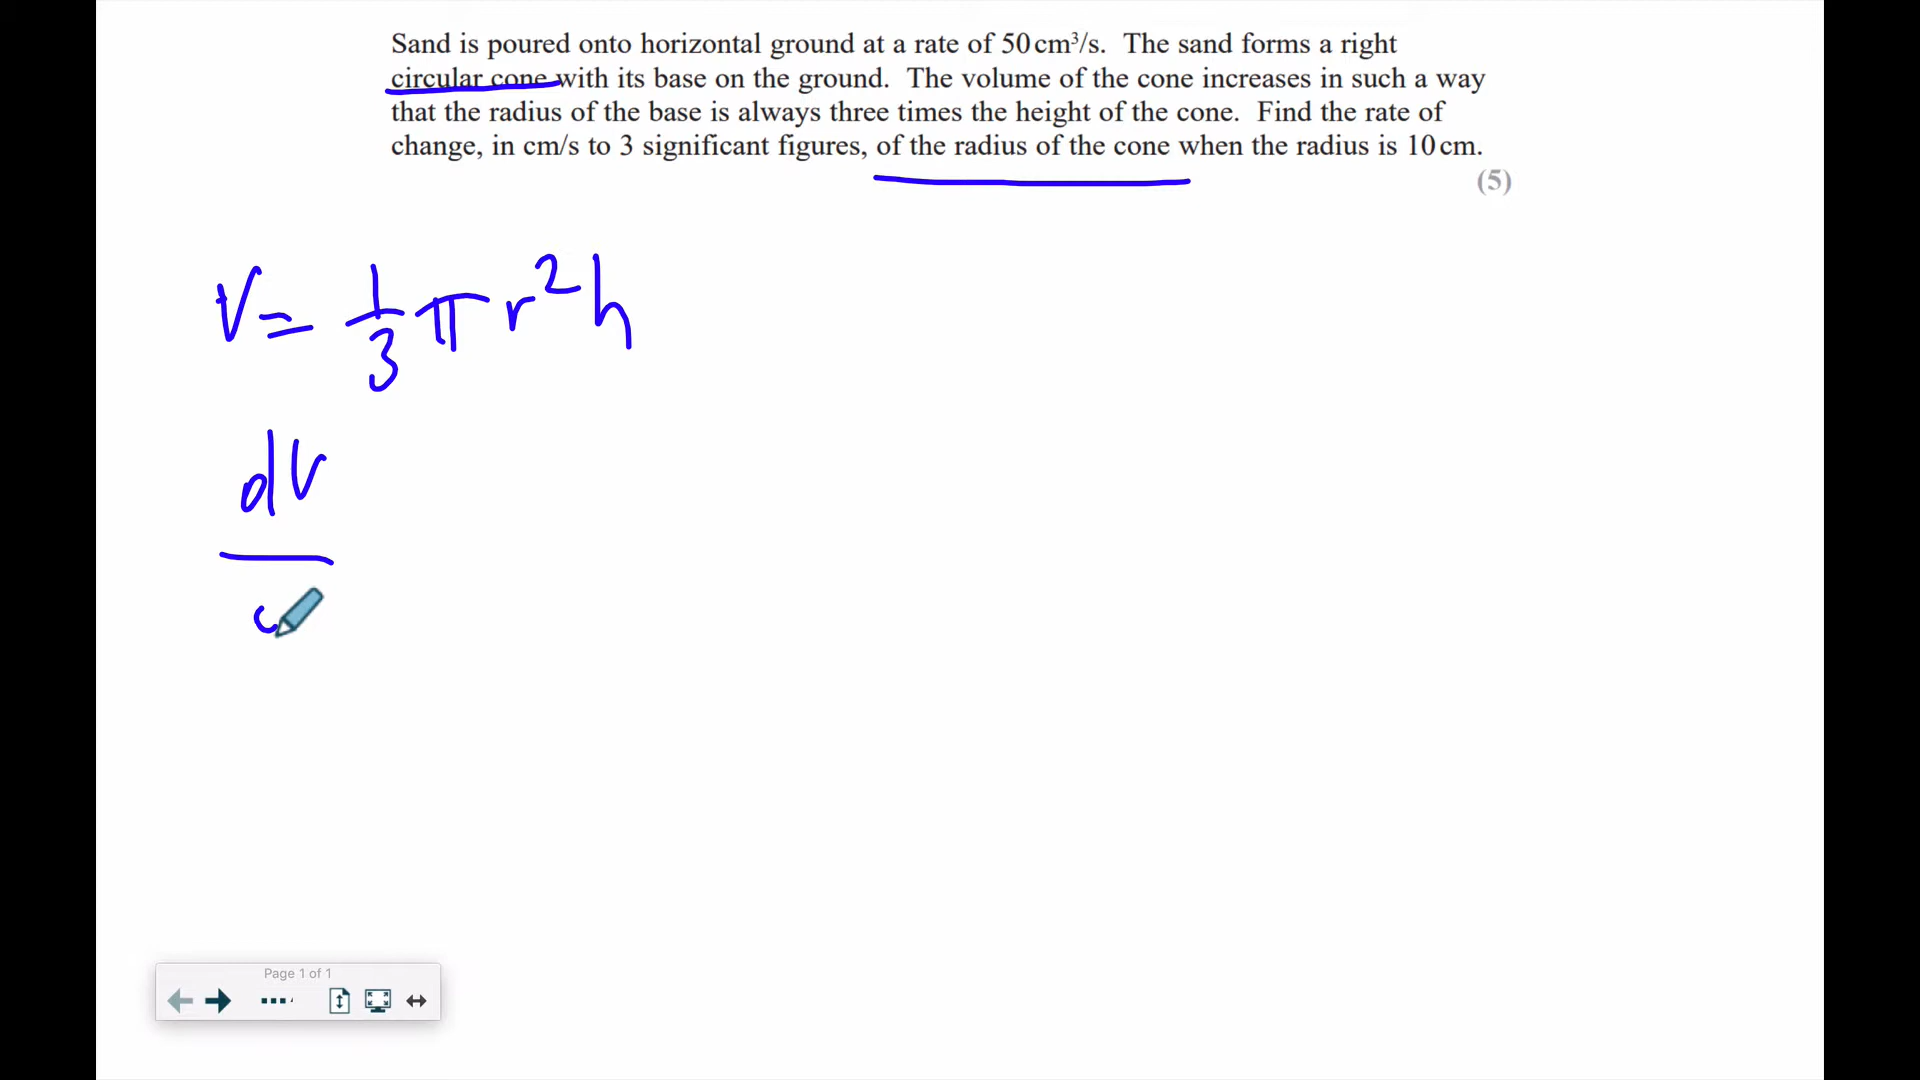 Sand is poured onto horizontal ground at a rate of 50 cm³/s. The sand forms a right
circular cone with its base on the ground. The volume of the cone increases in such a way
that the radius of the base is always three times the height of the cone. Find the rate of
change, in cm/s to 3 significant figures, of the radius of the cone when the radius is 10 cm.
(5)
V = 1/3 π r² h
dV
Page 1 of 1